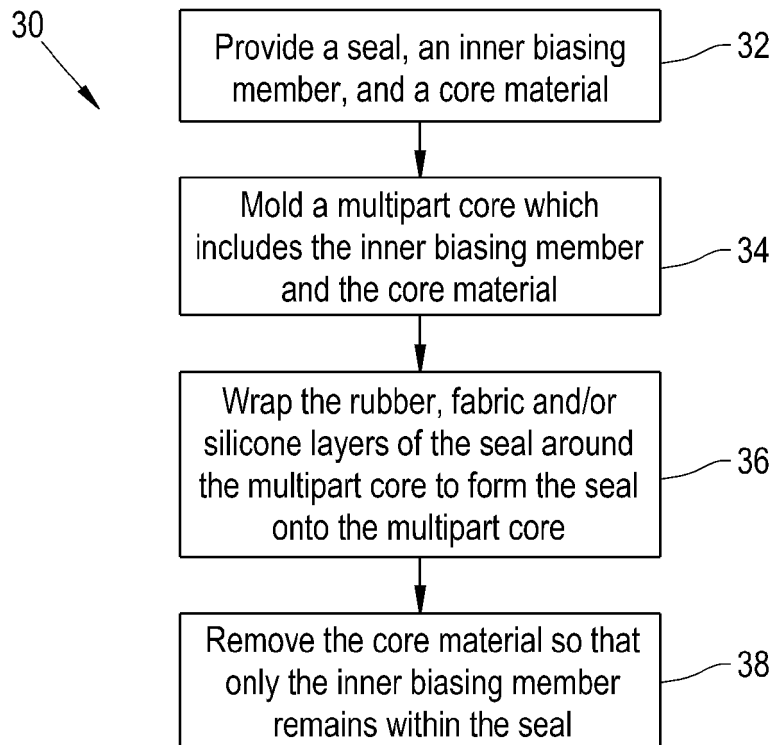 30
Provide a seal, an inner biasing
member, and a core material
32
Mold a multipart core which
includes the inner biasing member
and the core material
34
Wrap the rubber, fabric and/or
silicone layers of the seal around
the multipart core to form the seal
onto the multipart core
36
Remove the core material so that
only the inner biasing member
remains within the seal
38